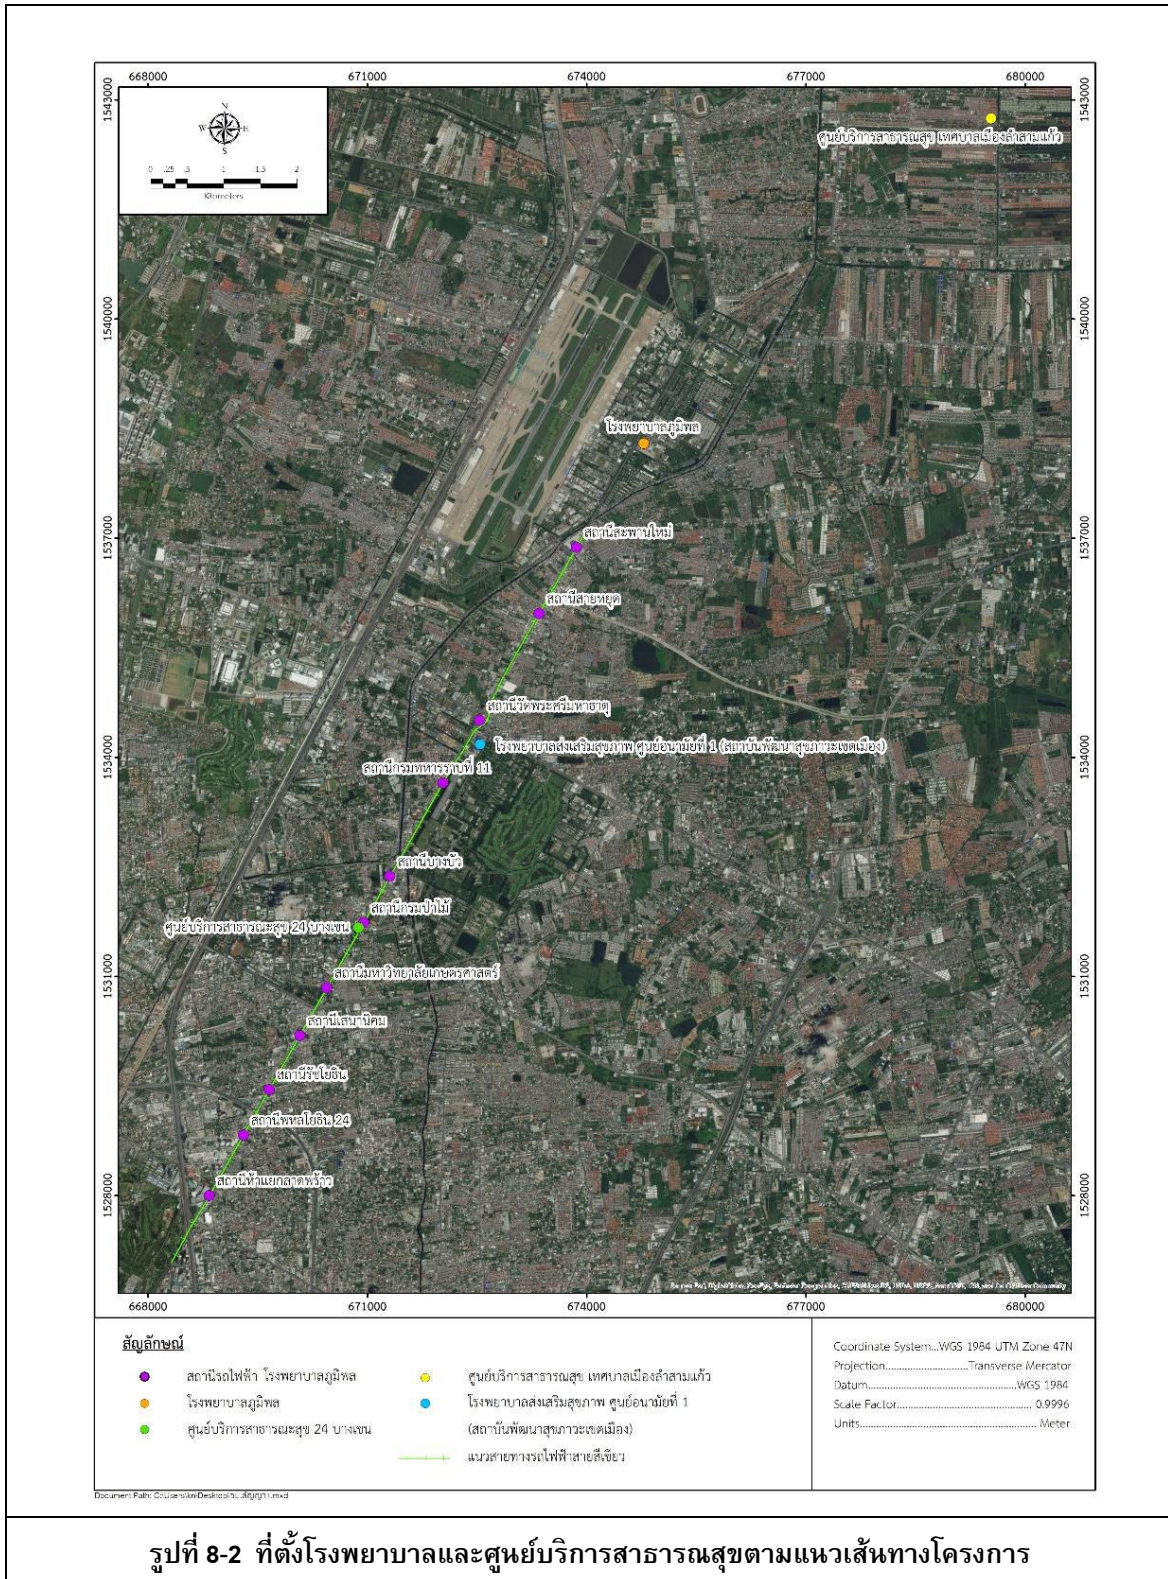 668000 671000 674000 677000 680000
1543000 1543000
N
W E
S
0 .25 .5 1 1.5 2
Kilometers
ศูนย์บริการสาธารณสุข เทศบาลเมืองลำสามแก้ว
1540000 1540000
โรงพยาบาลภูมิพล
1537000 1537000
สถานีสะพานใหม่
สถานีสายหยุด
สถานีวัดพระศรีมหาธาตุ
โรงพยาบาลส่งเสริมสุขภาพ ศูนย์อนามัยที่ 1 (สถาบันพัฒนาสุขภาวะเขตเมือง)
1534000 1534000
สถานีกรมทหารราบที่ 11
สถานีบางบัว
สถานีกรมป่าไม้
ศูนย์บริการสาธารณะสุข 24 บางเขน
สถานีมหาวิทยาลัยเกษตรศาสตร์
1531000 1531000
สถานีเสนานิคม
สถานีรัชโยธิน
สถานีพหลโยธิน 24
สถานีห้าแยกลาดพร้าว
1528000 1528000
668000 671000 674000 677000 680000
สัญลักษณ์
สถานีรถไฟฟ้า โรงพยาบาลภูมิพล
โรงพยาบาลภูมิพล
ศูนย์บริการสาธารณะสุข 24 บางเขน
ศูนย์บริการสาธารณสุข เทศบาลเมืองลำสามแก้ว
โรงพยาบาลส่งเสริมสุขภาพ ศูนย์อนามัยที่ 1
(สถาบันพัฒนาสุขภาวะเขตเมือง)
แนวสายทางรถไฟฟ้าสายสีเขียว
Coordinate System...WGS 1984 UTM Zone 47N
Projection.......................Transverse Mercator
Datum..........................................WGS 1984
Scale Factor...................................... 0.9996
Units.................................................. Meter
Document Path:
รูปที่ 8-2 ที่ตั้งโรงพยาบาลและศูนย์บริการสาธารณสุขตามแนวเส้นทางโครงการ